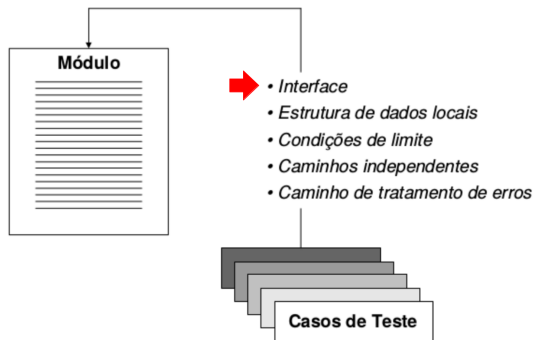 Módulo
• Interface
• Estrutura de dados locais
• Condições de limite
• Caminhos independentes
• Caminho de tratamento de erros
Casos de Teste